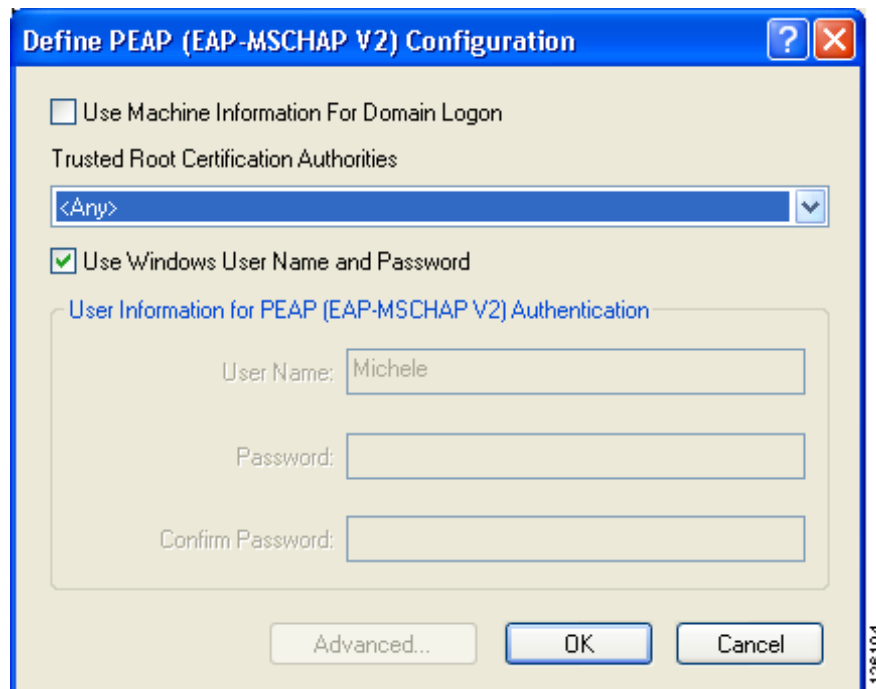 Define PEAP (EAP-MSCHAP V2) Configuration
?
Use Machine Information For Domain Logon
Trusted Root Certification Authorities
<Any>
Use Windows User Name and Password
User Information for PEAP (EAP-MSCHAP V2) Authentication
User Name: Michele
Password:
Confirm Password:
Advanced... OK Cancel